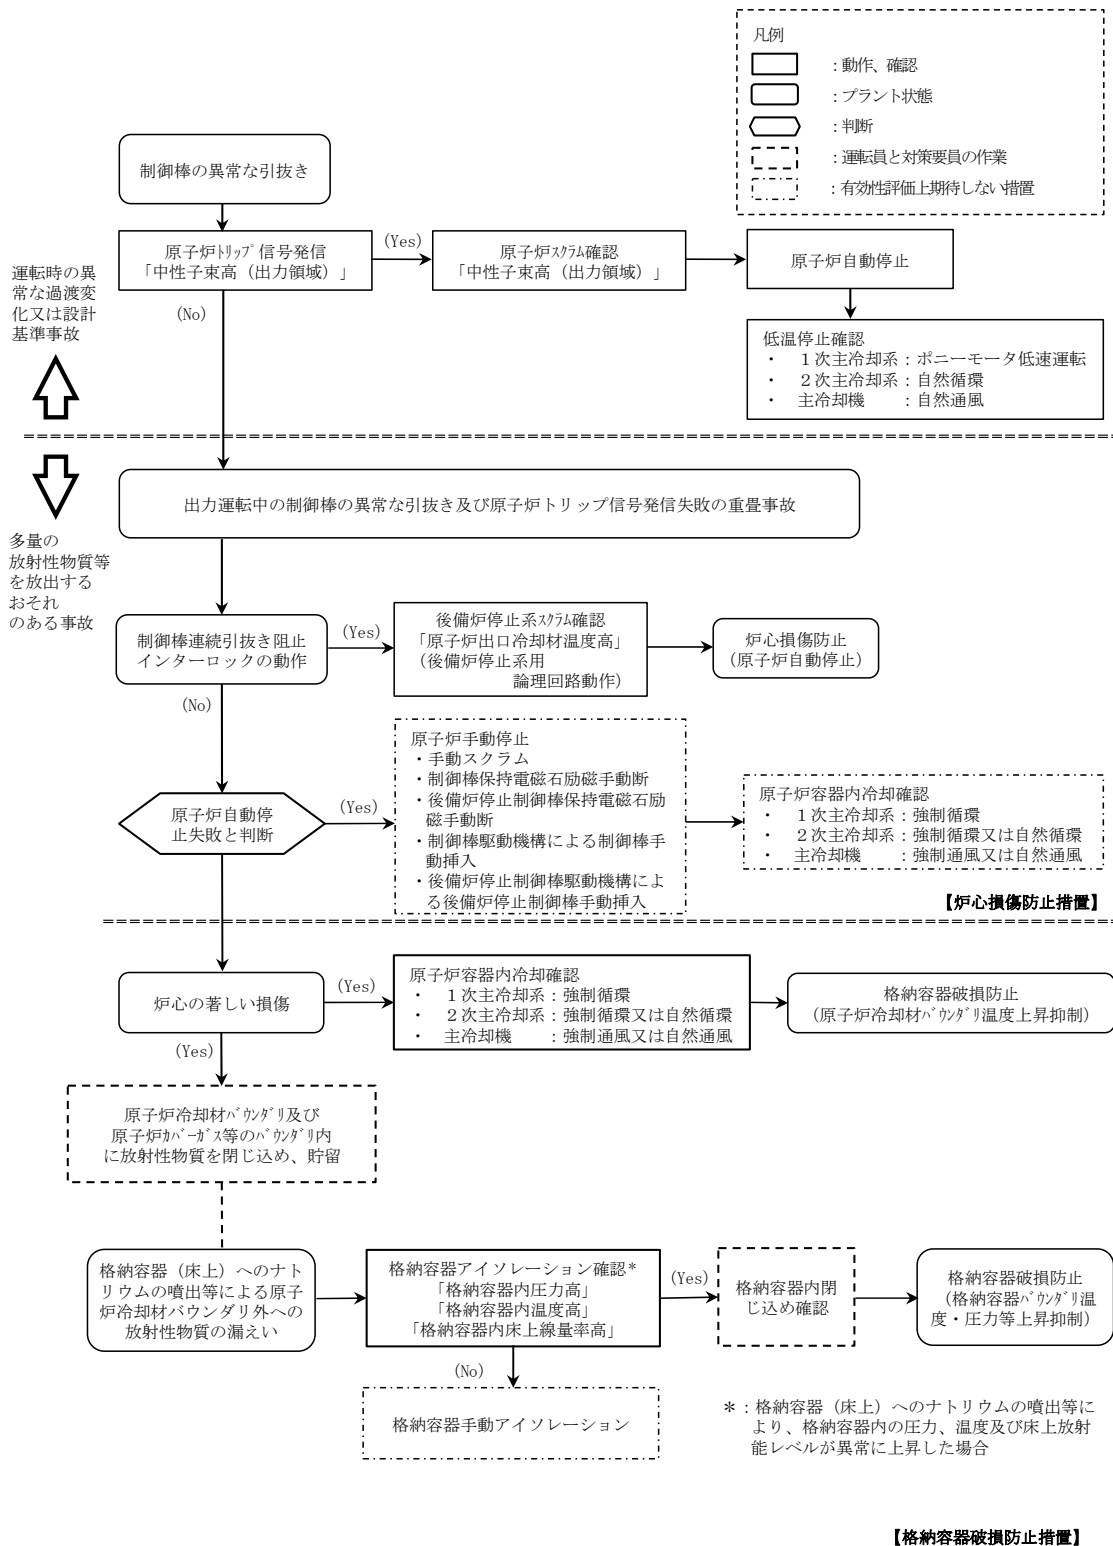 凡例
：動作、確認
：プラント状態
：判断
：運転員と対策要員の作業
：有効性評価上期待しない措置
制御棒の異常な引抜き
原子炉ﾄﾘｯﾌﾟ信号発信
「中性子束高（出力領域）」
(Yes)
原子炉ｽｸﾗﾑ確認
「中性子束高（出力領域）」
原子炉自動停止
運転時の異
常な過渡変
化又は設計
基準事故
(No)
低温停止確認
・　１次主冷却系：ポニーモータ低速運転
・　２次主冷却系：自然循環
・　主冷却機　　：自然通風
出力運転中の制御棒の異常な引抜き及び原子炉トリップ信号発信失敗の重畳事故
多量の
放射性物質等
を放出する
おそれ
のある事故
制御棒連続引抜き阻止
インターロックの動作
(Yes)
後備炉停止系ｽｸﾗﾑ確認
「原子炉出口冷却材温度高」
（後備炉停止系用
論理回路動作）
炉心損傷防止
（原子炉自動停止）
(No)
原子炉自動停
止失敗と判断
(Yes)
原子炉手動停止
・手動スクラム
・制御棒保持電磁石励磁手動断
・後備炉停止制御棒保持電磁石励
磁手動断
・制御棒駆動機構による制御棒手
動挿入
・後備炉停止制御棒駆動機構によ
る後備炉停止制御棒手動挿入
原子炉容器内冷却確認
・　１次主冷却系：強制循環
・　２次主冷却系：強制循環又は自然循環
・　主冷却機　　：強制通風又は自然通風
【炉心損傷防止措置】
炉心の著しい損傷
(Yes)
原子炉容器内冷却確認
・　１次主冷却系：強制循環
・　２次主冷却系：強制循環又は自然循環
・　主冷却機　　：強制通風又は自然通風
格納容器破損防止
（原子炉冷却材ﾊﾞｳﾝﾀﾞﾘ温度上昇抑制）
(Yes)
原子炉冷却材ﾊﾞｳﾝﾀﾞﾘ及び
原子炉ｶﾊﾞｰｶﾞｽ等のﾊﾞｳﾝﾀﾞﾘ内
に放射性物質を閉じ込め、貯留
格納容器（床上）へのナト
リウムの噴出等による原子
炉冷却材バウンダリ外への
放射性物質の漏えい
格納容器アイソレーション確認*
「格納容器内圧力高」
「格納容器内温度高」
「格納容器内床上線量率高」
(Yes)
格納容器内閉
じ込め確認
格納容器破損防止
（格納容器ﾊﾞｳﾝﾀﾞﾘ温
度・圧力等上昇抑制）
(No)
格納容器手動アイソレーション
＊：格納容器（床上）へのナトリウムの噴出等に
より、格納容器内の圧力、温度及び床上放射
能レベルが異常に上昇した場合
【格納容器破損防止措置】